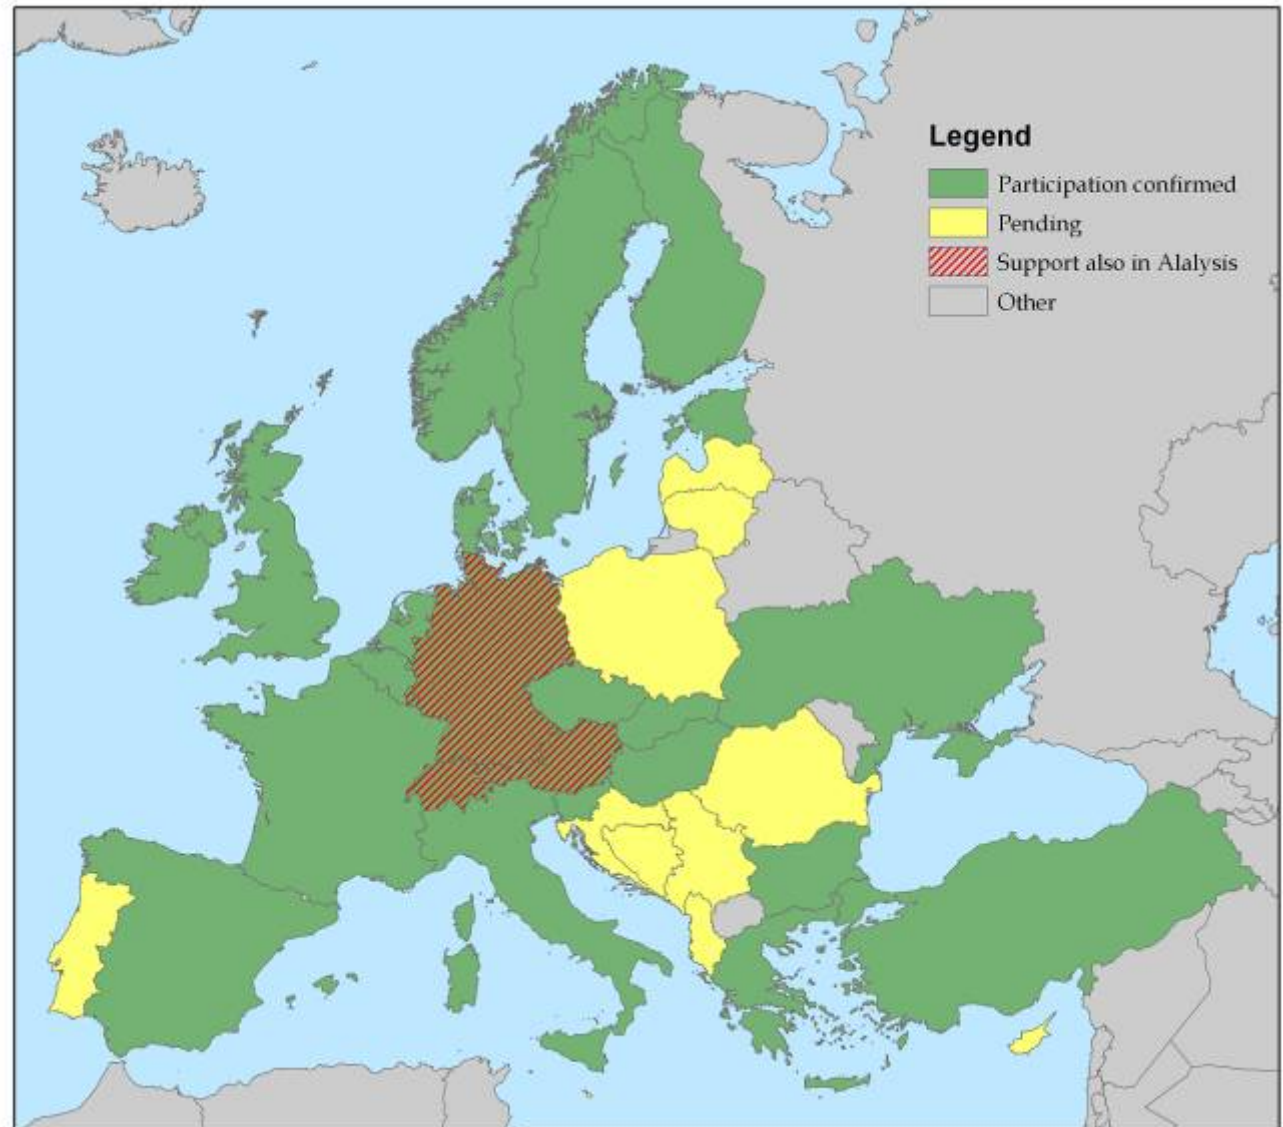 Legend
Participation confirmed
Pending
Support also in Alalysis
Other